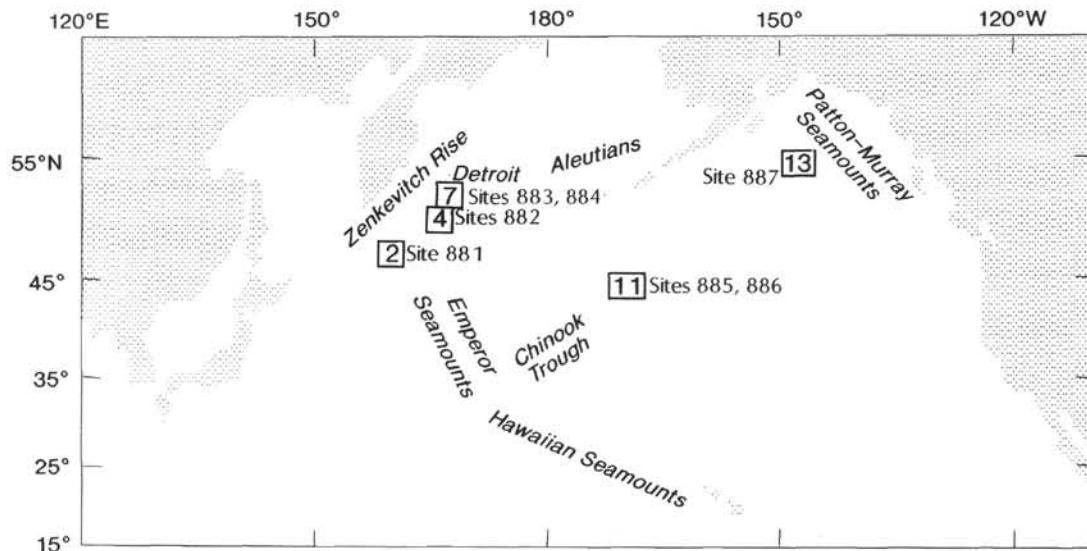 120°E 150° 180° 150° 120°W
Patton-Murray
Seamounts
55°N
Zenkevitch Rise
Detroit
Aleutians
Site 887
13
7
Sites 883, 884
4
Sites 882
2
Site 881
45°
11
Sites 885, 886
Emperor
Seamounts
Chinook
Trough
35°
Hawaiian Seamounts
25°
15°